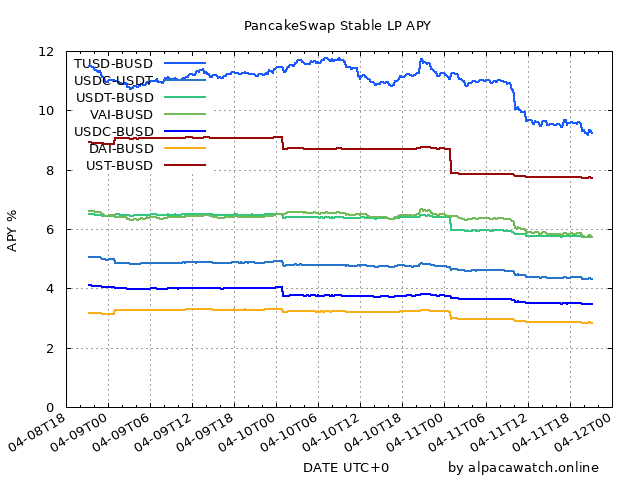 PancakeSwap Stable LP APY
12
10
8
6
4
2
0
APY %
TUSD-BUSD
USDC-USDT
USDT-BUSD
VAI-BUSD
USDC-BUSD
DAI-BUSD
UST-BUSD
04-08T18
04-09T00
04-09T06
04-09T12
04-09T18
04-10T00
04-10T06
04-10T12
04-10T18
04-11T00
04-11T06
04-11T12
04-11T18
04-12T00
DATE UTC+0
by alpacawatch.online